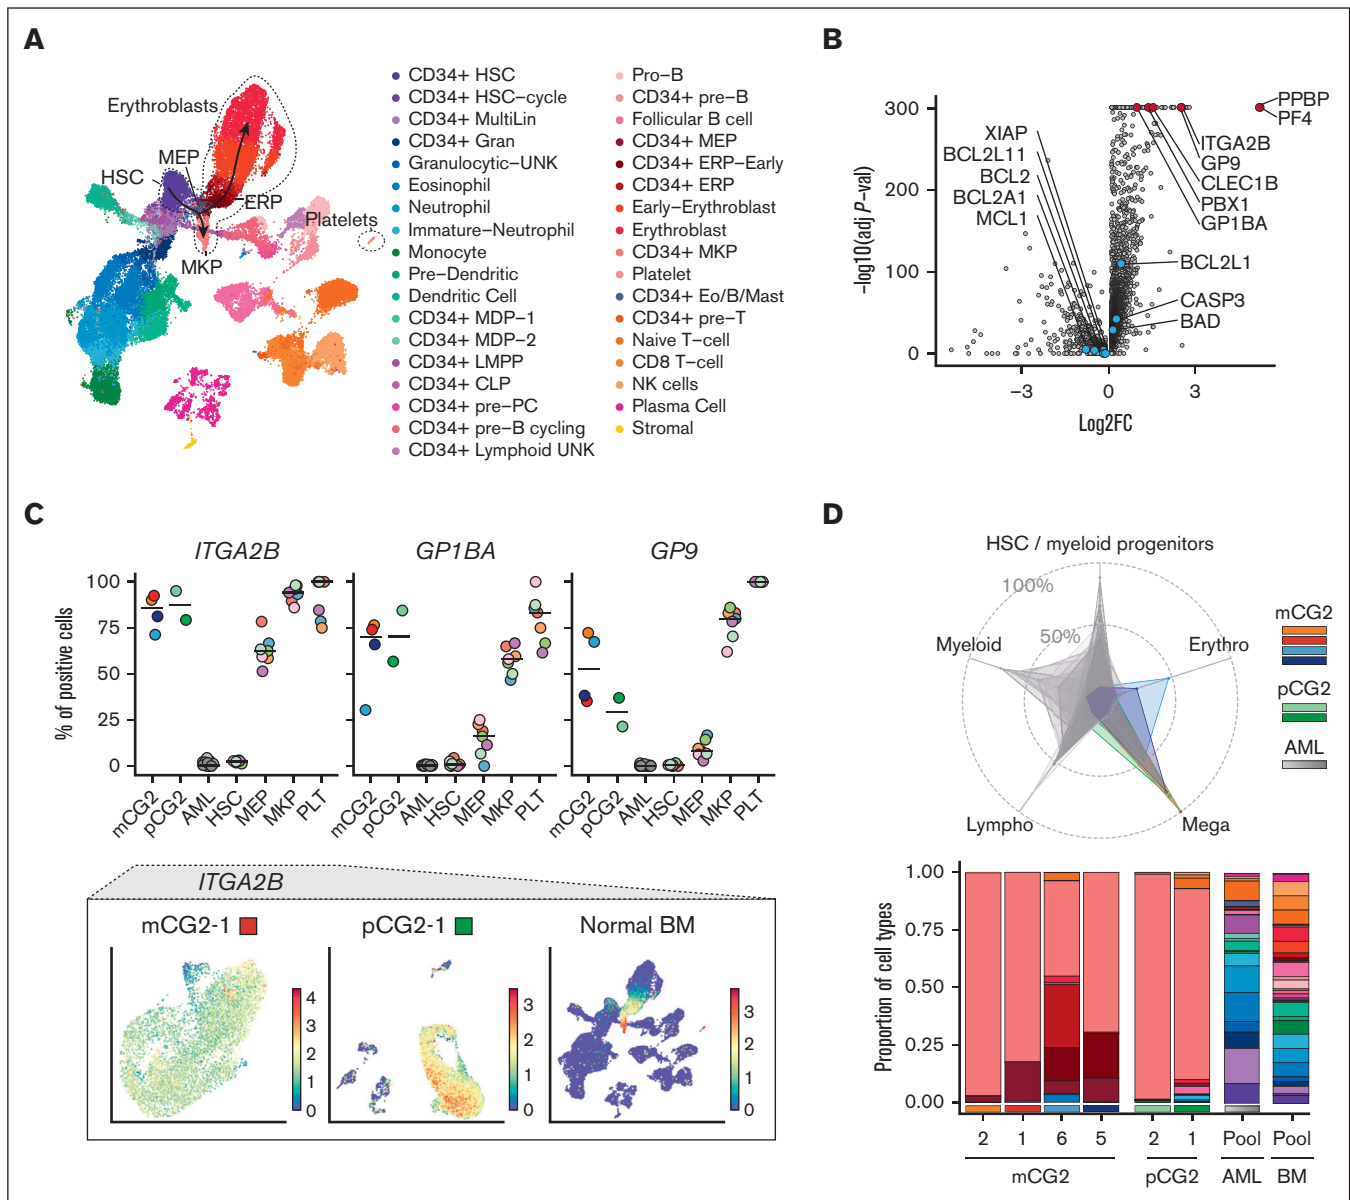 A
Erythroblasts
MEP
HSC
ERP
Platelets
MKP
CD34+ HSC
CD34+ HSC–cycle
CD34+ MultiLin
CD34+ Gran
Granulocytic–UNK
Eosinophil
Neutrophil
Immature–Neutrophil
Monocyte
Pre–Dendritic
Dendritic Cell
CD34+ MDP–1
CD34+ MDP–2
CD34+ LMPP
CD34+ CLP
CD34+ pre–PC
CD34+ pre–B cycling
CD34+ Lymphoid UNK
Pro–B
CD34+ pre–B
Follicular B cell
CD34+ MEP
CD34+ ERP–Early
CD34+ ERP
Early–Erythroblast
Erythroblast
CD34+ MKP
Platelet
CD34+ Eo/B/Mast
CD34+ pre–T
Naive T–cell
CD8 T–cell
NK cells
Plasma Cell
Stromal
B
–log10(adj P–val)
300
200
100
0
–3
0
3
Log2FC
XIAP
BCL2L11
BCL2
BCL2A1
MCL1
PPBP
PF4
ITGA2B
GP9
CLEC1B
PBX1
GP1BA
BCL2L1
CASP3
BAD
C
ITGA2B
GP1BA
GP9
% of positive cells
100
75
50
25
0
mCG2
pCG2
AML
HSC
MEP
MKP
PLT
mCG2
pCG2
AML
HSC
MEP
MKP
PLT
mCG2
pCG2
AML
HSC
MEP
MKP
PLT
ITGA2B
mCG2-1
pCG2-1
Normal BM
4
3
2
1
0
3
2
1
0
3
2
1
0
D
HSC / myeloid progenitors
100%
50%
Myeloid
Erythro
Lympho
Mega
mCG2
pCG2
AML
Proportion of cell types
1.00
0.75
0.50
0.25
0.00
2 1 6 5 2 1 Pool Pool
mCG2 pCG2 AML BM